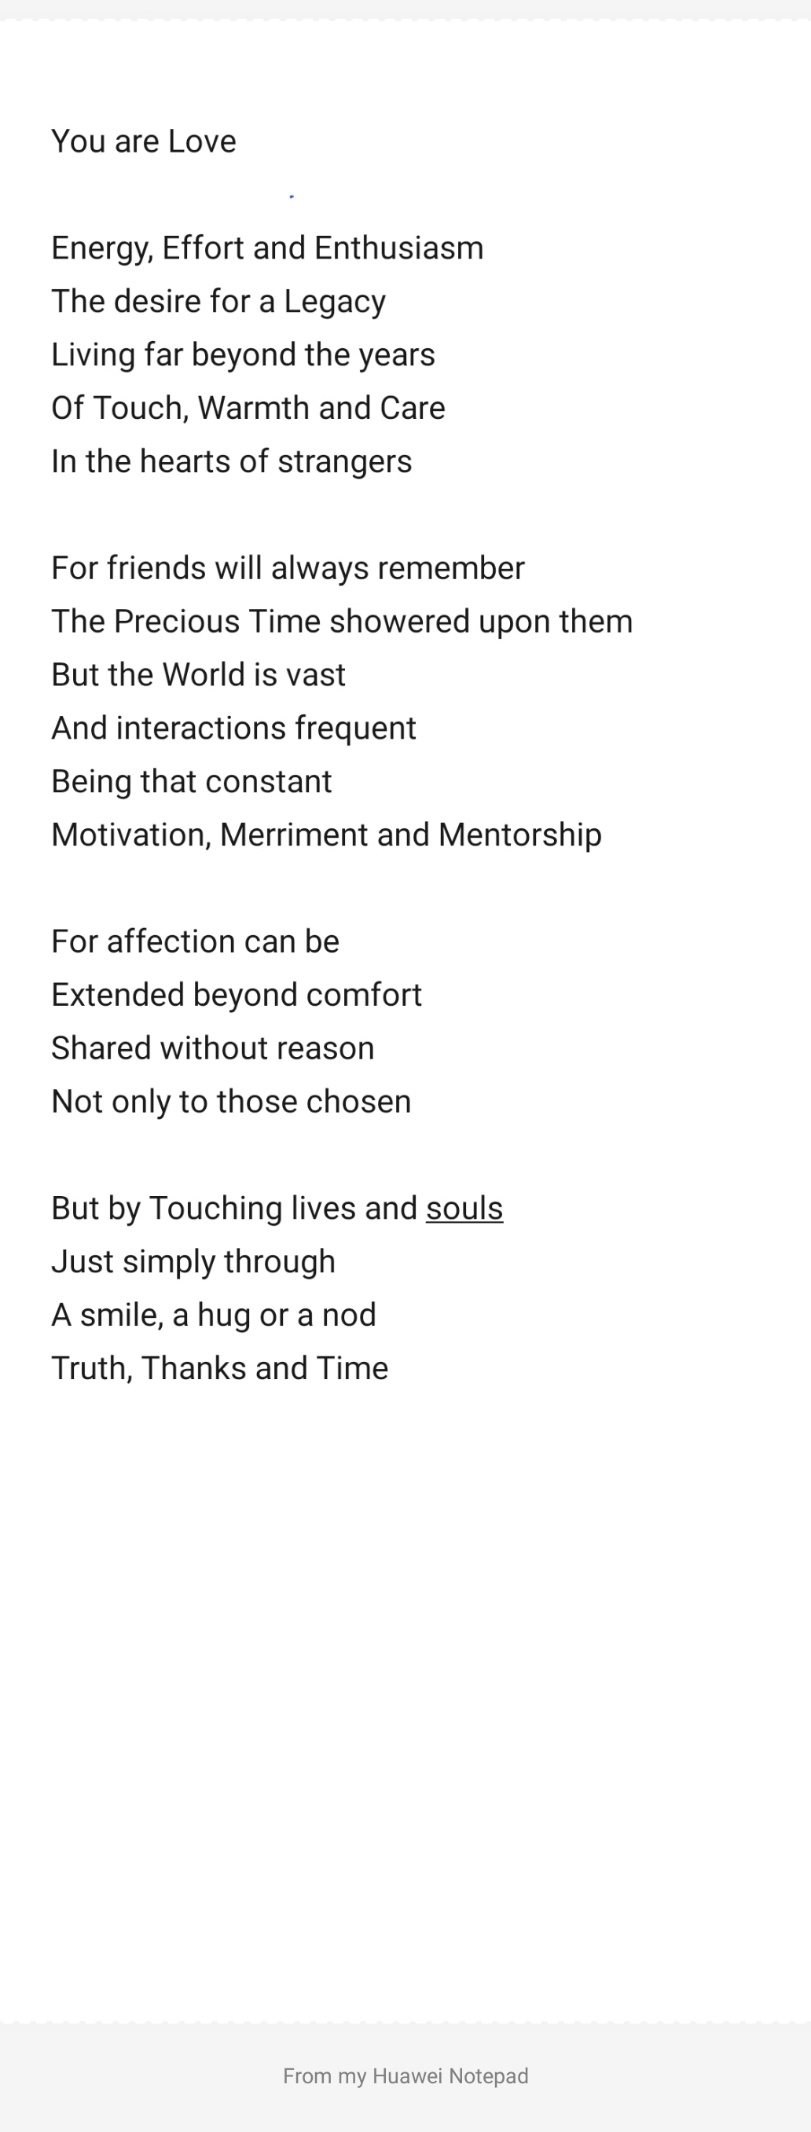 You are Love
Energy, Effort and Enthusiasm
The desire for a Legacy
Living far beyond the years
Of Touch, Warmth and Care
In the hearts of strangers
For friends will always remember
The Precious Time showered upon them
But the World is vast
And interactions frequent
Being that constant
Motivation, Merriment and Mentorship
For affection can be
Extended beyond comfort
Shared without reason
Not only to those chosen
But by Touching lives and souls
Just simply through
A smile, a hug or a nod
Truth, Thanks and Time
From my Huawei Notepad